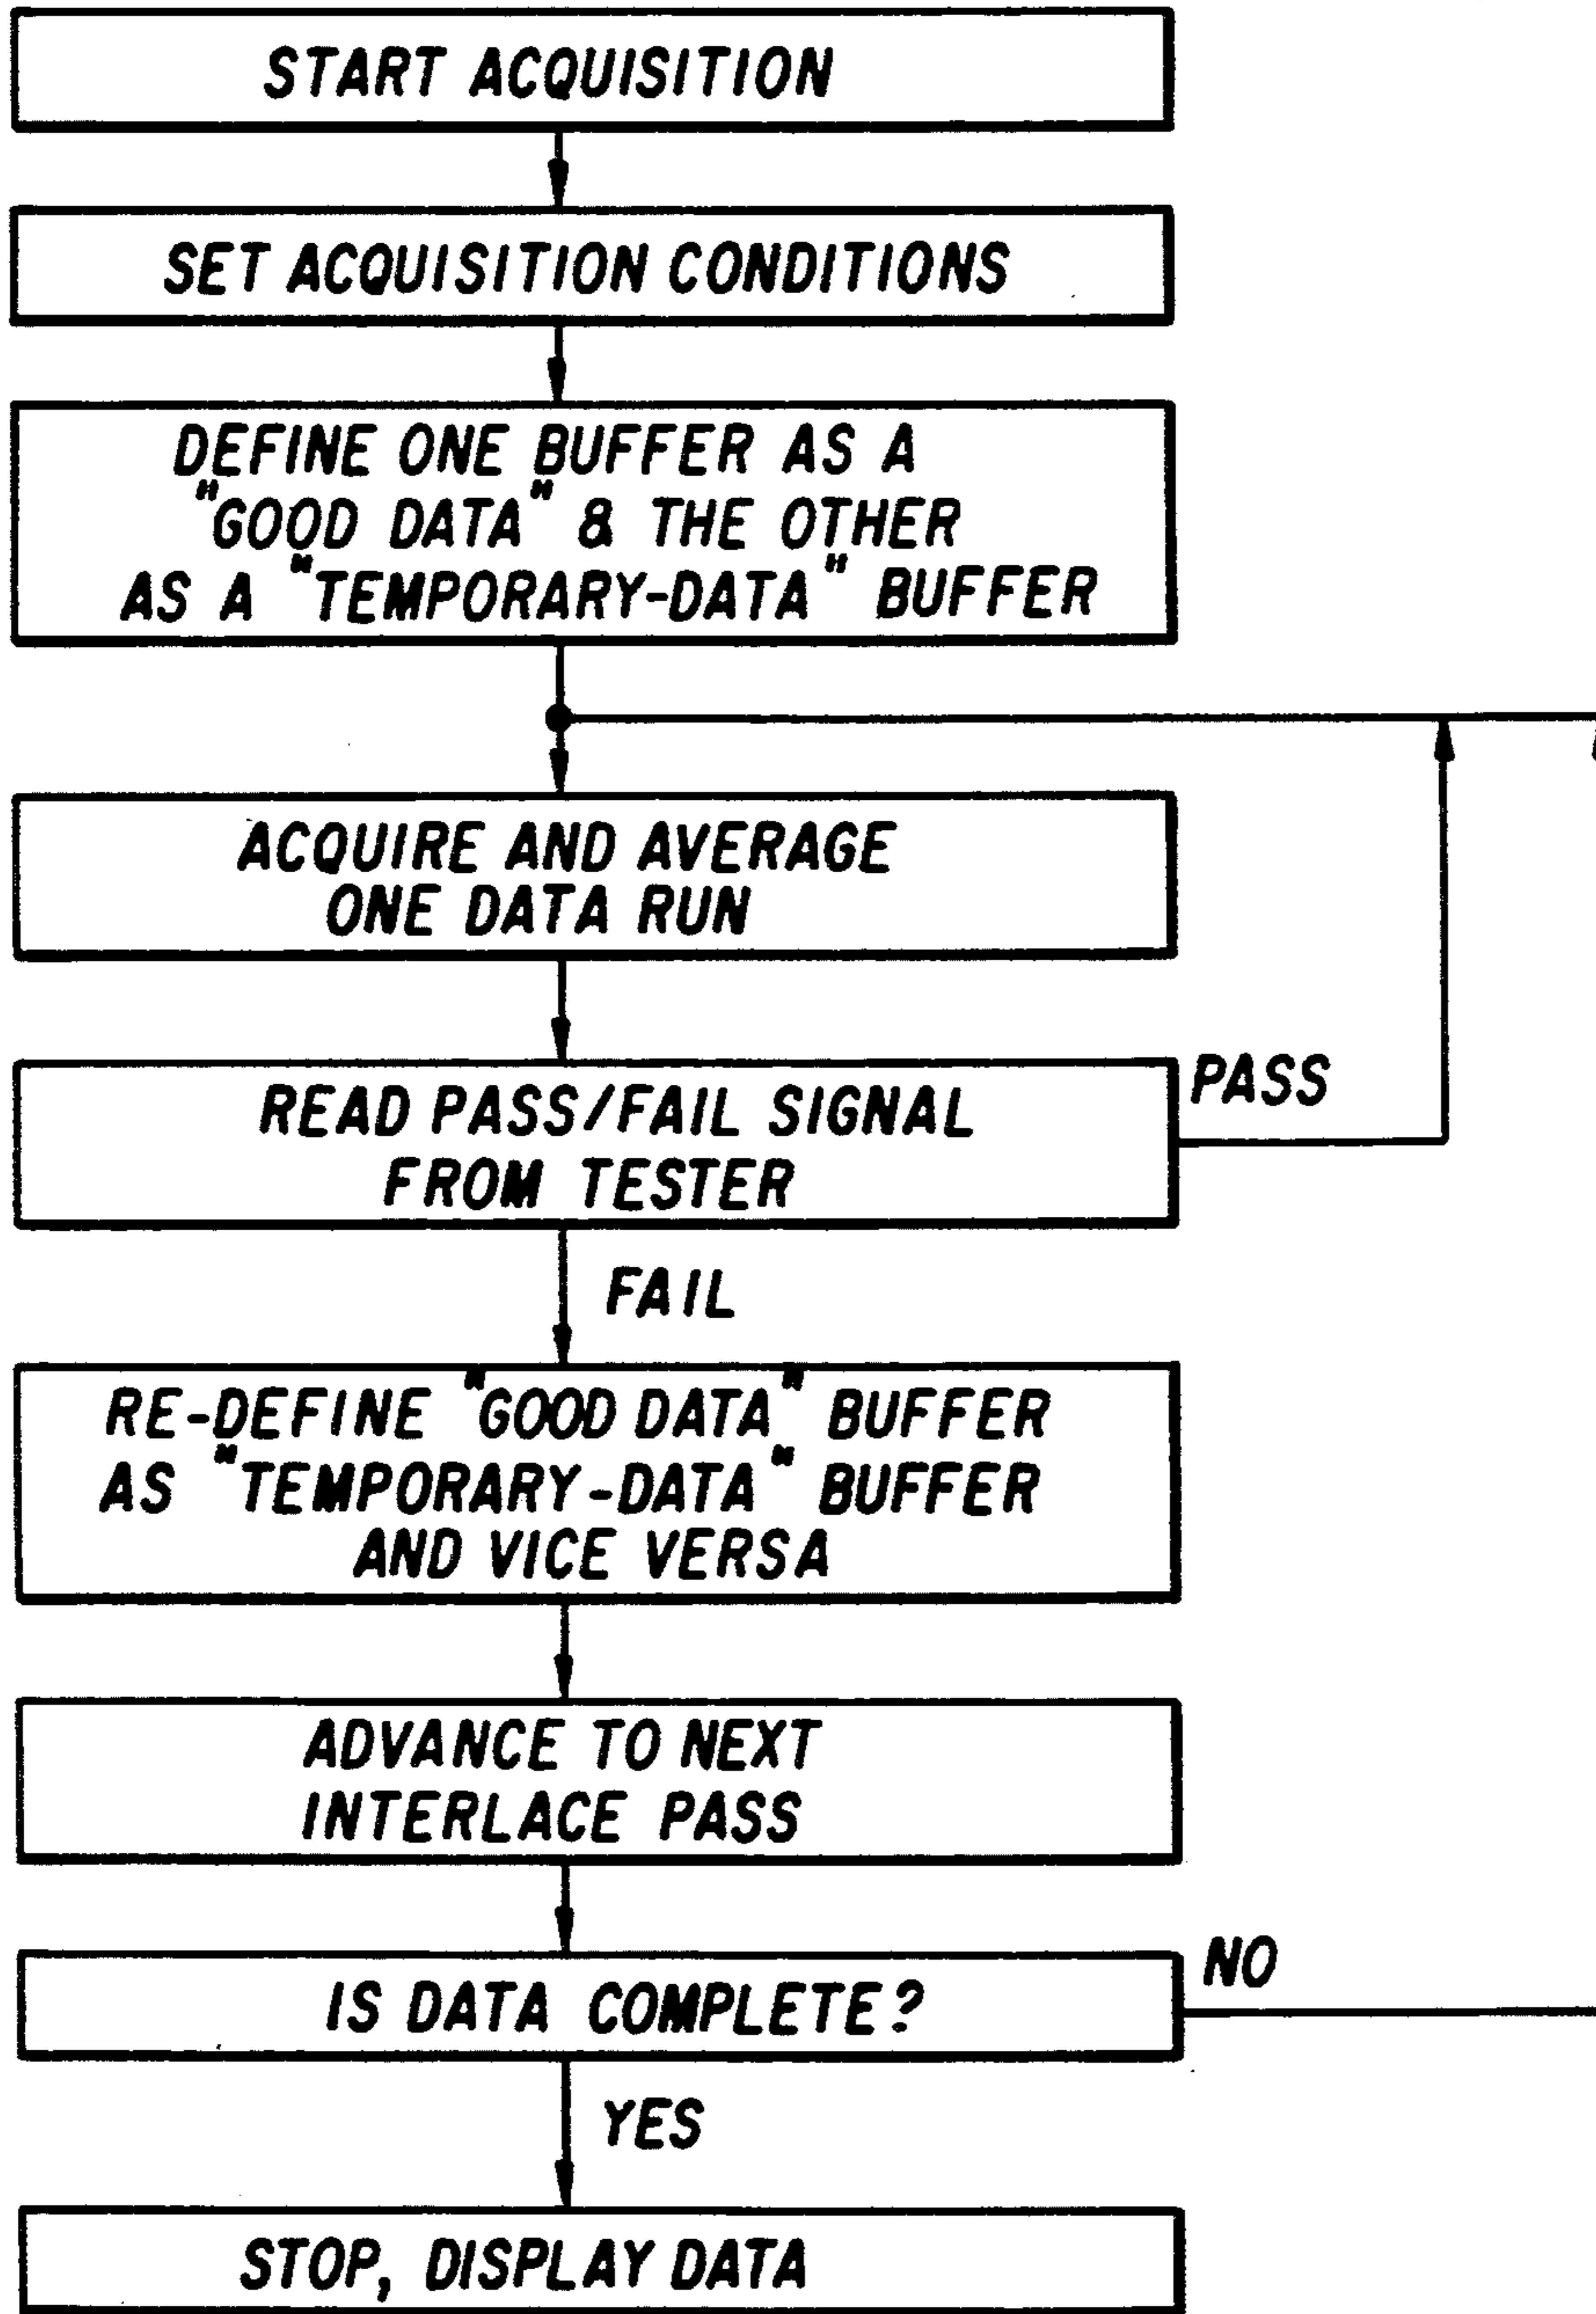 START ACQUISITION
SET ACQUISITION CONDITIONS
DEFINE ONE BUFFER AS A
"GOOD DATA" & THE OTHER
AS A "TEMPORARY-DATA" BUFFER
ACQUIRE AND AVERAGE
ONE DATA RUN
READ PASS/FAIL SIGNAL
FROM TESTER
PASS
FAIL
RE-DEFINE "GOOD DATA" BUFFER
AS "TEMPORARY-DATA" BUFFER
AND VICE VERSA
ADVANCE TO NEXT
INTERLACE PASS
IS DATA COMPLETE?
NO
YES
STOP, DISPLAY DATA